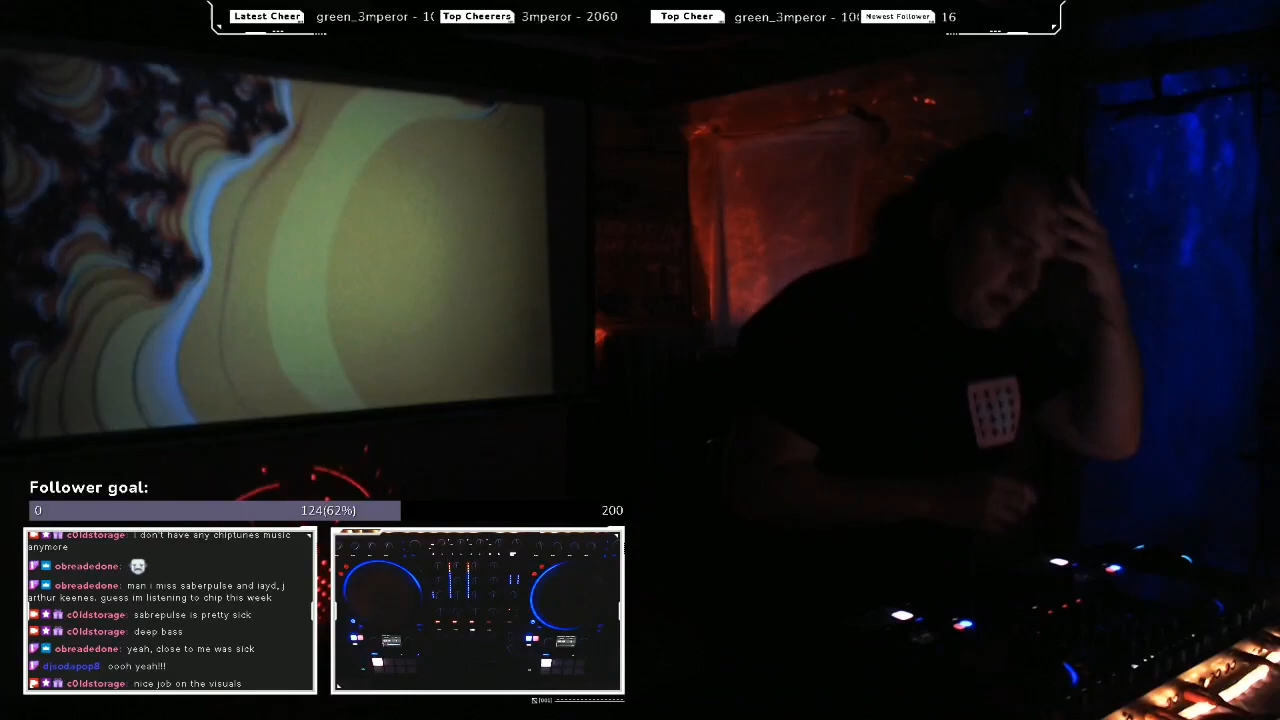 Latest Cheer green_3mperor - 10 Top Cheerers 3mperor - 2060 Top Cheer green_3mperor - 100 Newest Follower 16
Follower goal:
0 124(62%) 200
c0ldstorage: i don't have any chiptunes music
anymore
obreadedone:
obreadedone: man i miss saberpulse and iayd, j
arthur keenes. guess im listening to chip this week
c0ldstorage: sabrepulse is pretty sick
c0ldstorage: deep bass
obreadedone: yeah, close to me was sick
djsodapop8 oooh yeah!!!
c0ldstorage: nice job on the visuals